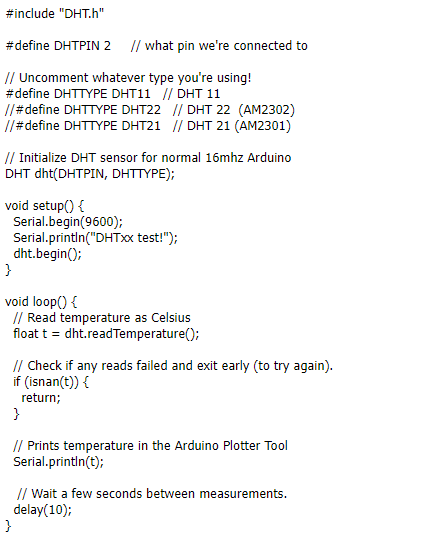 #include "DHT.h"

#define DHTPIN 2     // what pin we're connected to

// Uncomment whatever type you're using!
#define DHTTYPE DHT11   // DHT 11
//#define DHTTYPE DHT22   // DHT 22  (AM2302)
//#define DHTTYPE DHT21   // DHT 21 (AM2301)

// Initialize DHT sensor for normal 16mhz Arduino
DHT dht(DHTPIN, DHTTYPE);

void setup() {
  Serial.begin(9600);
  Serial.println("DHTxx test!");
  dht.begin();
}

void loop() {
  // Read temperature as Celsius
  float t = dht.readTemperature();

  // Check if any reads failed and exit early (to try again).
  if (isnan(t)) {
    return;
  }

  // Prints temperature in the Arduino Plotter Tool
  Serial.println(t);

   // Wait a few seconds between measurements.
  delay(10);
}